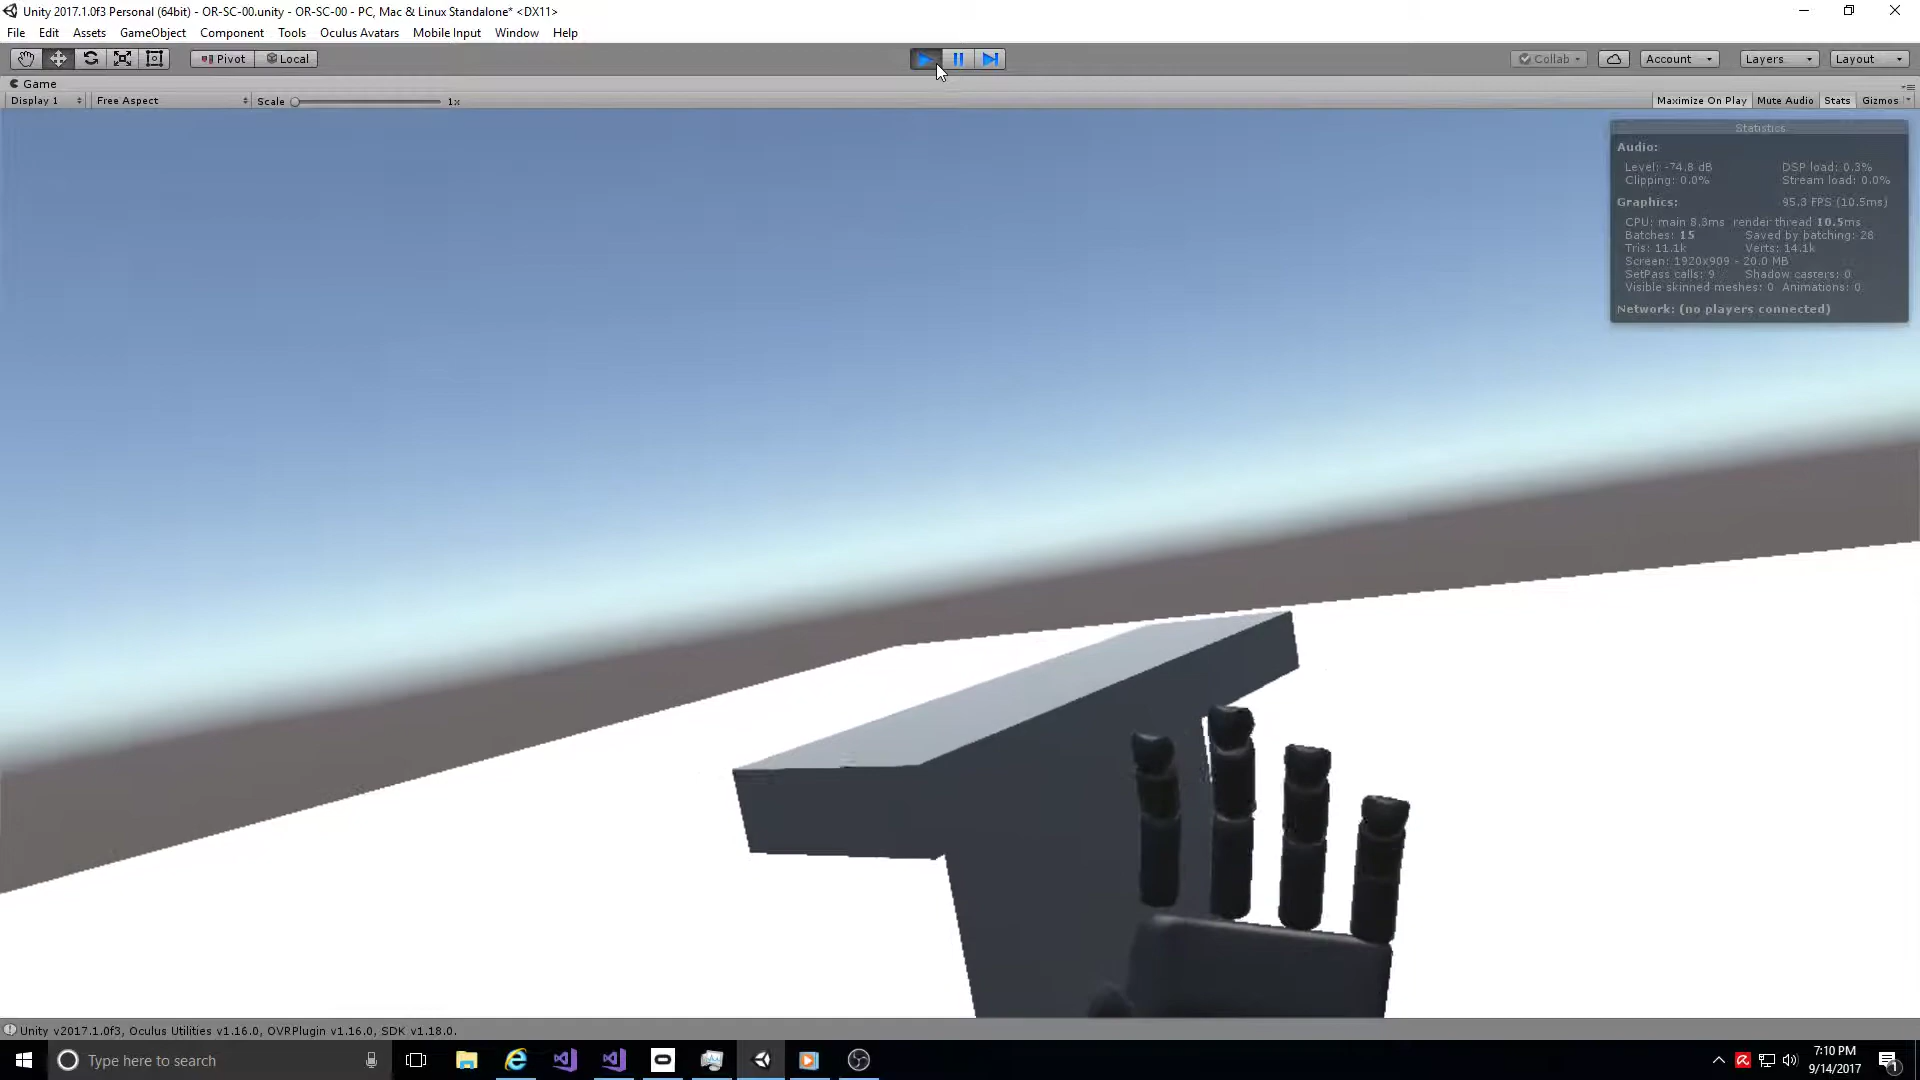 Unity 2017.1.0f3 Personal (64bit) - OR-SC-00.unity - OR-SC-00 - PC, Mac & Linux Standalone* <DX11>
File Edit Assets GameObject Component Tools Oculus Avatars Mobile Input Window Help
Pivot Local Collab Account Layers Layout
Game
Display 1 Free Aspect Scale 1x Maximize On Play Mute Audio Stats Gizmos
Statistics
Audio:
Level: -74.8 dB DSP load: 0.3%
Clipping: 0.0% Stream load: 0.0%
Graphics: 95.3 FPS (10.5ms)
CPU: main 8.3ms render thread 10.5ms
Batches: 15 Saved by batching: 28
Tris: 11.1k Verts: 14.1k
Screen: 1920x909 - 20.0 MB
SetPass calls: 9 Shadow casters: 0
Visible skinned meshes: 0 Animations: 0
Network: (no players connected)
Unity v2017.1.0f3, Oculus Utilities v1.16.0, OVRPlugin v1.16.0, SDK v1.18.0.
Type here to search
7:10 PM
9/14/2017
1